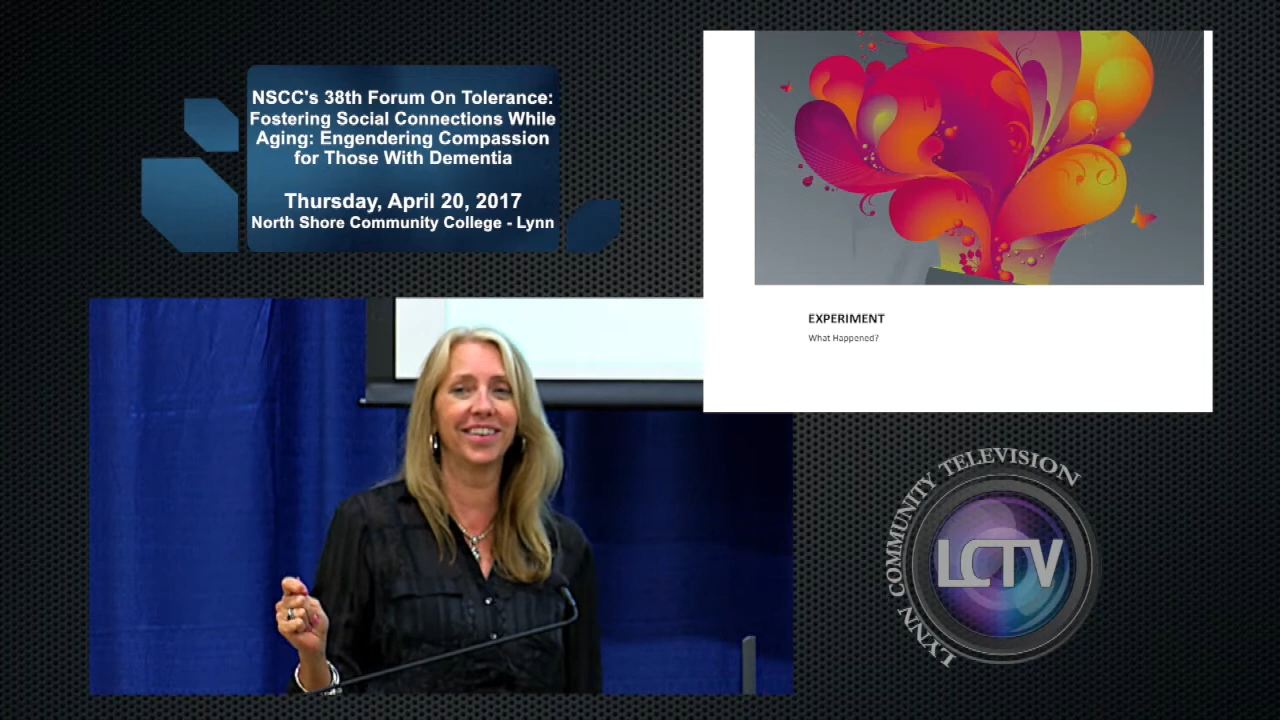 NSCC's 38th Forum On Tolerance:
Fostering Social Connections While
Aging: Engendering Compassion
for Those With Dementia
Thursday, April 20, 2017
North Shore Community College - Lynn
EXPERIMENT
What Happened?
LYNN COMMUNITY TELEVISION
LCTV